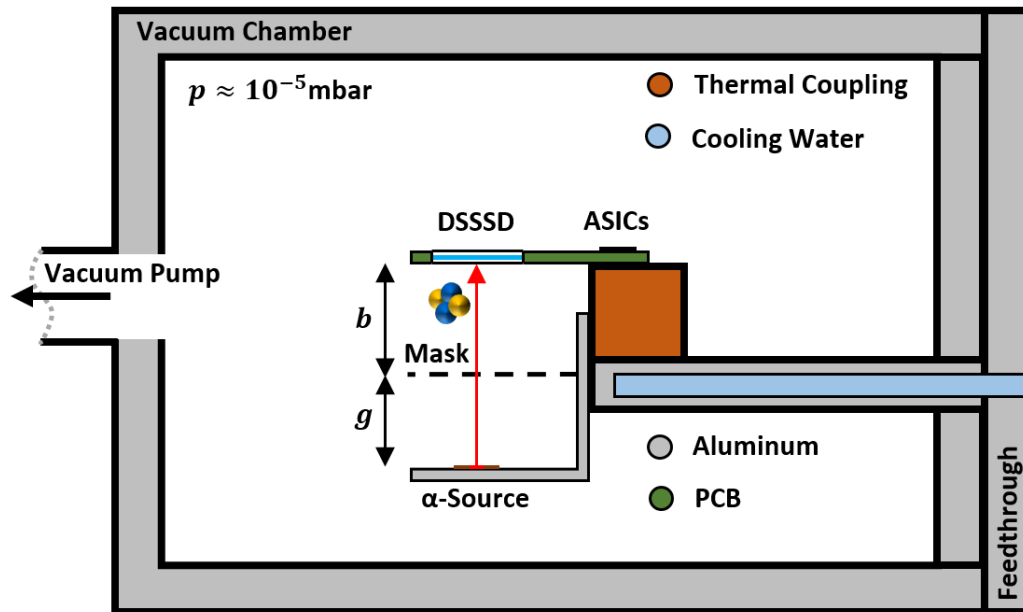 Vacuum Chamber
p ≈ 10⁻⁵mbar
Thermal Coupling
Cooling Water
DSSSD
ASICs
Vacuum Pump
b
Mask
g
Aluminum
α-Source
PCB
Feedthrough